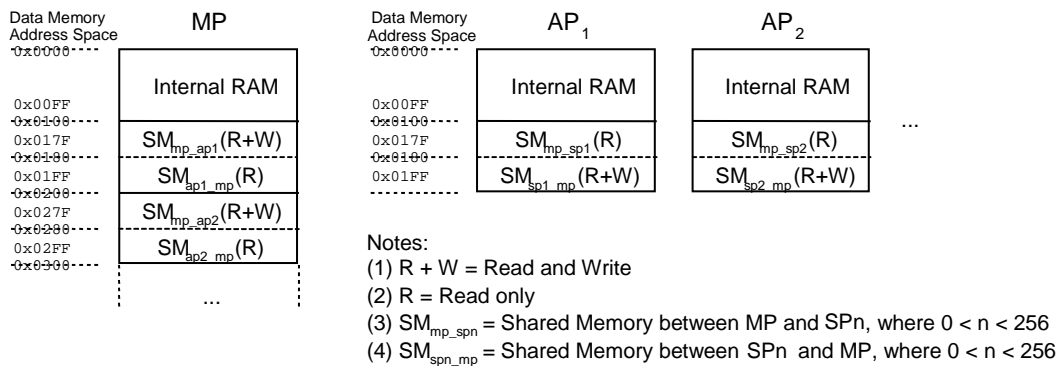 Data Memory
Address Space
MP
0x0000
Internal RAM
0x00FF
0x0100
0x017F
SMmp_ap1(R+W)
0x0180
0x01FF
SMap1_mp(R)
0x0200
0x027F
SMmp_ap2(R+W)
0x0280
0x02FF
SMap2_mp(R)
0x0300
...
Data Memory
Address Space
AP1
AP2
0x0000
Internal RAM
Internal RAM
0x00FF
0x0100
...
0x017F
SMmp_sp1(R)
SMmp_sp2(R)
0x0180
0x01FF
SMsp1_mp(R+W)
SMsp2_mp(R+W)
Notes:
(1) R + W = Read and Write
(2) R = Read only
(3) SMmp_spn = Shared Memory between MP and SPn, where 0 < n < 256
(4) SMspn_mp = Shared Memory between SPn and MP, where 0 < n < 256